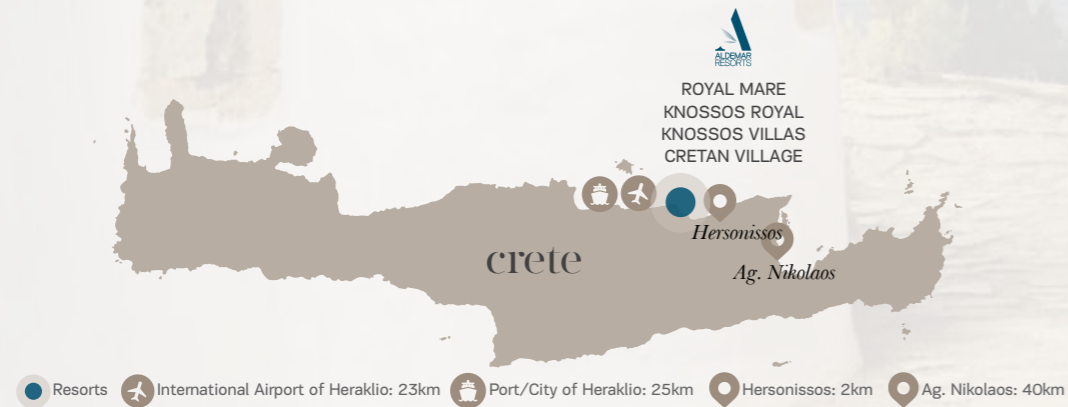 ALDEMAR
RESORTS
ROYAL MARE
KNOSSOS ROYAL
KNOSSOS VILLAS
CRETAN VILLAGE
Hersonissos
crete
Ag. Nikolaos
Resorts International Airport of Heraklio: 23km Port/City of Heraklio: 25km Hersonissos: 2km Ag. Nikolaos: 40km